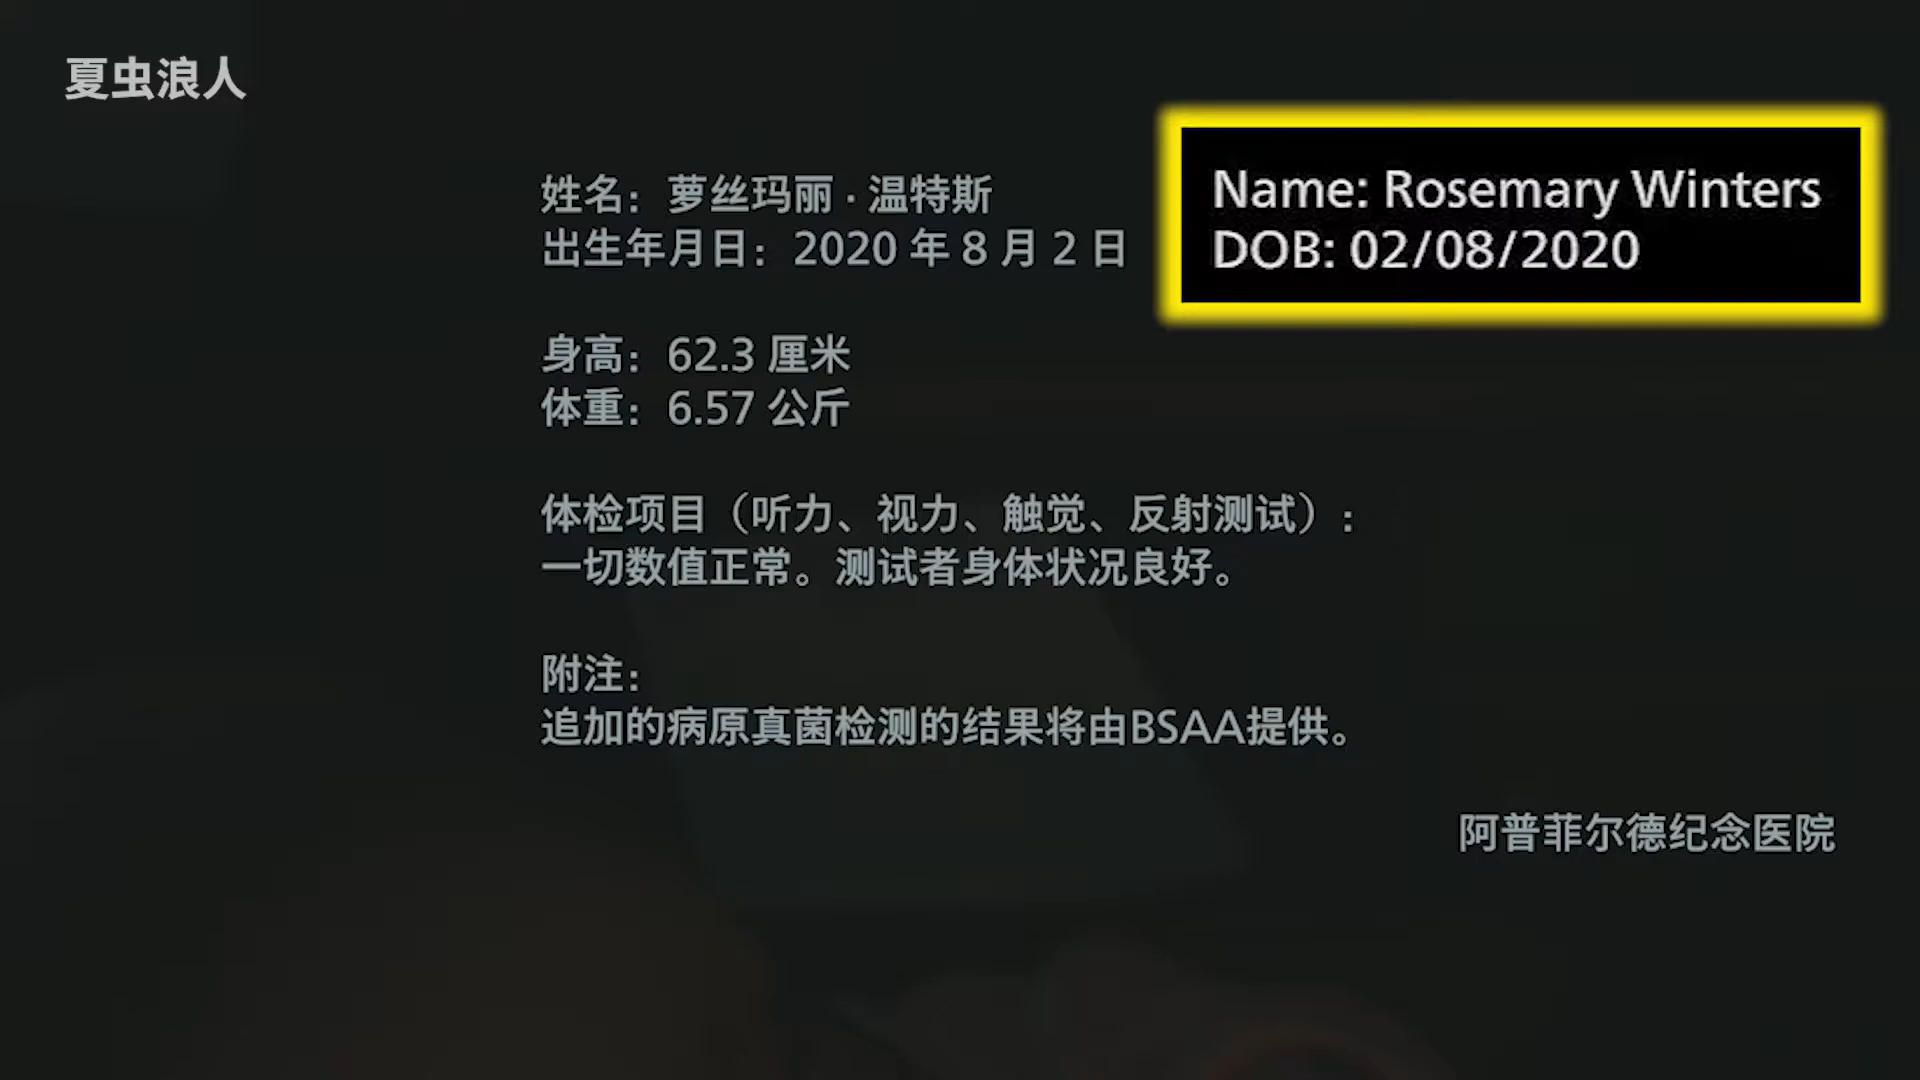 夏虫浪人
姓名：萝丝玛丽·温特斯
出生年月日：2020 年 8 月 2 日
Name: Rosemary Winters
DOB: 02/08/2020
身高：62.3 厘米
体重：6.57 公斤
体检项目（听力、视力、触觉、反射测试）：
一切数值正常。测试者身体状况良好。
附注：
追加的病原真菌检测的结果将由BSAA提供。
阿普菲尔德纪念医院